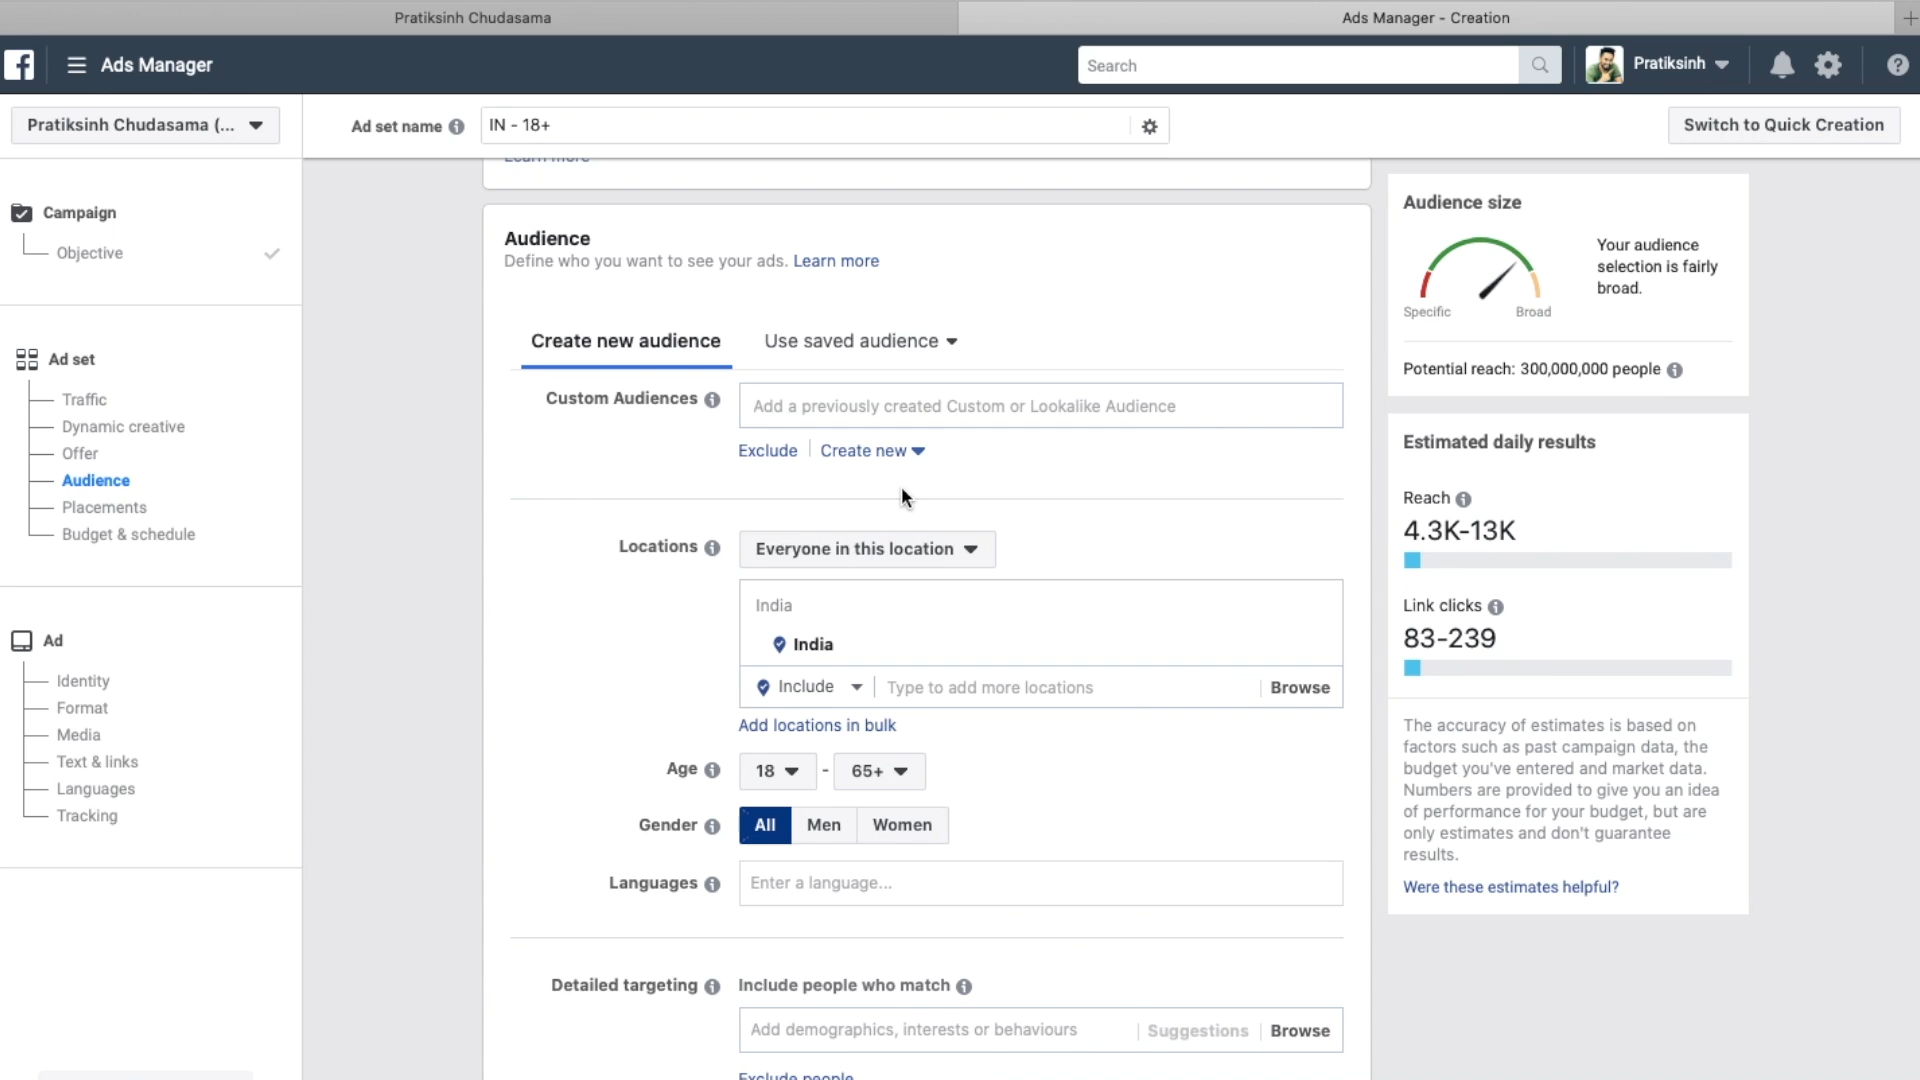 Pratiksinh Chudasama
Ads Manager - Creation
Ads Manager
Search
Pratiksinh
Pratiksinh Chudasama (...
Ad set name
IN - 18+
Switch to Quick Creation
Learn more
Campaign
Objective
Ad set
Traffic
Dynamic creative
Offer
Audience
Placements
Budget & schedule
Ad
Identity
Format
Media
Text & links
Languages
Tracking
Audience
Define who you want to see your ads. Learn more
Create new audience
Use saved audience
Custom Audiences
Add a previously created Custom or Lookalike Audience
Exclude
Create new
Locations
Everyone in this location
India
India
Include
Type to add more locations
Browse
Add locations in bulk
Age
18
-
65+
Gender
All
Men
Women
Languages
Enter a language...
Detailed targeting
Include people who match
Add demographics, interests or behaviours
Suggestions
Browse
Exclude people
Audience size
Your audience
selection is fairly
broad.
Specific
Broad
Potential reach: 300,000,000 people
Estimated daily results
Reach
4.3K-13K
Link clicks
83-239
The accuracy of estimates is based on
factors such as past campaign data, the
budget you've entered and market data.
Numbers are provided to give you an idea
of performance for your budget, but are
only estimates and don't guarantee
results.
Were these estimates helpful?